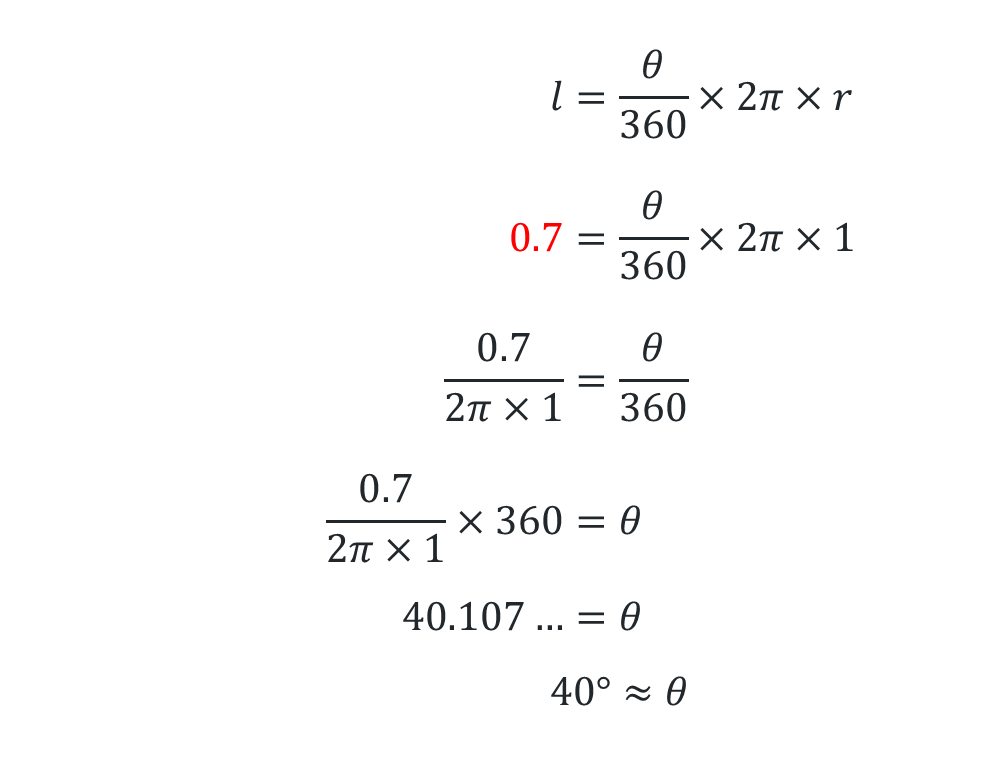 l = θ/360 × 2π × r
0.7 = θ/360 × 2π × 1
0.7/(2π × 1) = θ/360
0.7/(2π × 1) × 360 = θ
40.107 ... = θ
40° ≈ θ